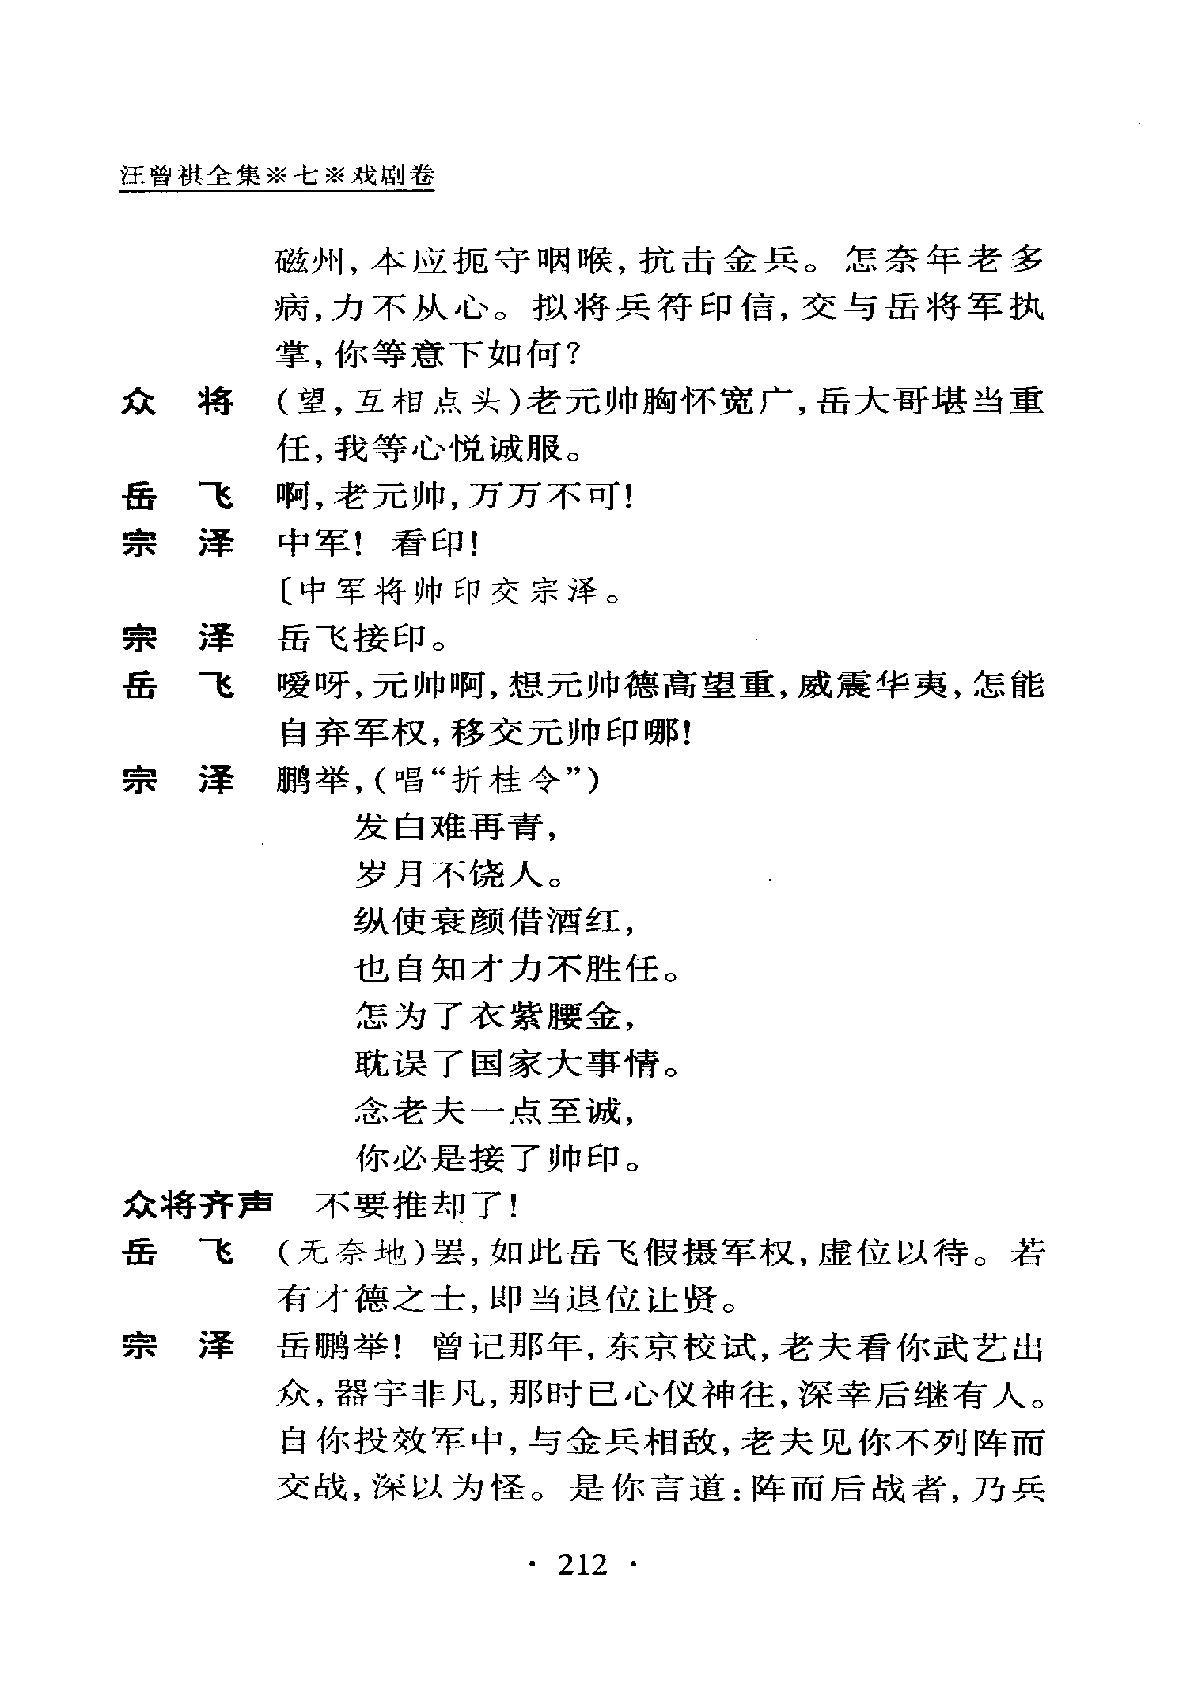 汪曾祺全集※七※戏剧卷
磁州,本应扼守咽喉,抗击金兵。怎奈年老多
病,力不从心。拟将兵符印信,交与岳将军执
掌,你等意下如何?
众　将　(望,互相点头)老元帅胸怀宽广,岳大哥堪当重
任,我等心悦诚服。
岳　飞　啊,老元帅,万万不可!
宗　泽　中军! 看印!
〔中军将帅印交宗泽。
宗　泽　岳飞接印。
岳　飞　嗳呀,元帅啊,想元帅德高望重,威震华夷,怎能
自弃军权,移交元帅印哪!
宗　泽　鹏举,(唱“折桂令”)
发白难再青,
岁月不饶人。
纵使衰颜借酒红,
也自知才力不胜任。
怎为了衣紫腰金,
耽误了国家大事情。
念老夫一点至诚,
你必是接了帅印。
众将齐声　不要推却了!
岳　飞　(无奈地)罢,如此岳飞假摄军权,虚位以待。若
有才德之士,即当退位让贤。
宗　泽　岳鹏举! 曾记那年,东京校试,老夫看你武艺出
众,器宇非凡,那时已心仪神往,深幸后继有人。
自你投效军中,与金兵相敌,老夫见你不列阵而
交战,深以为怪。是你言道:阵而后战者,乃兵
· 212 ·